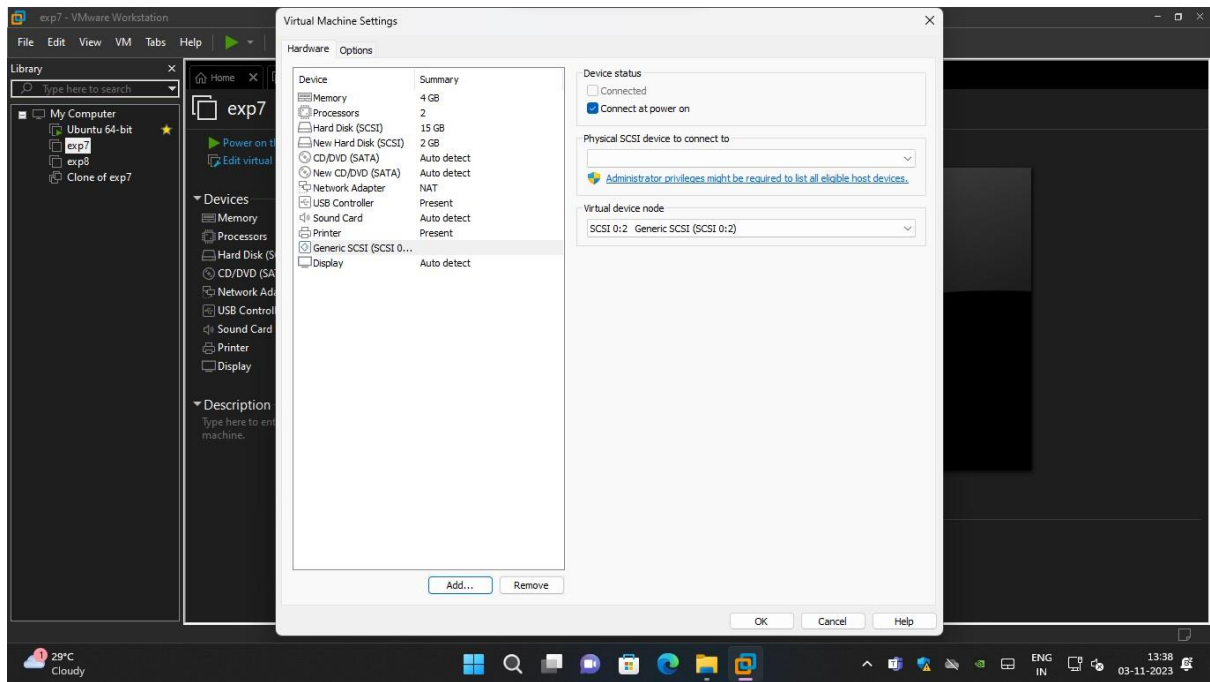 exp7 - VMware Workstation
File Edit View VM Tabs Help
Library
Type here to search
My Computer
Ubuntu 64-bit
exp7
exp8
Clone of exp7
Home
exp7
Power on t
Edit virtual
Devices
Memory
Processors
Hard Disk (S
CD/DVD (SA
Network Ada
USB Control
Sound Card
Printer
Display
Description
Type here to ent
machine.
Virtual Machine Settings
Hardware Options
Device Summary
Memory 4 GB
Processors 2
Hard Disk (SCSI) 15 GB
New Hard Disk (SCSI) 2 GB
CD/DVD (SATA) Auto detect
New CD/DVD (SATA) Auto detect
Network Adapter NAT
USB Controller Present
Sound Card Auto detect
Printer Present
Generic SCSI (SCSI 0...
Display Auto detect
Add... Remove
Device status
Connected
Connect at power on
Physical SCSI device to connect to
Administrator privileges might be required to list all eligible host devices.
Virtual device node
SCSI 0:2 Generic SCSI (SCSI 0:2)
OK Cancel Help
1
29°C
Cloudy
ENG
IN
13:38
03-11-2023